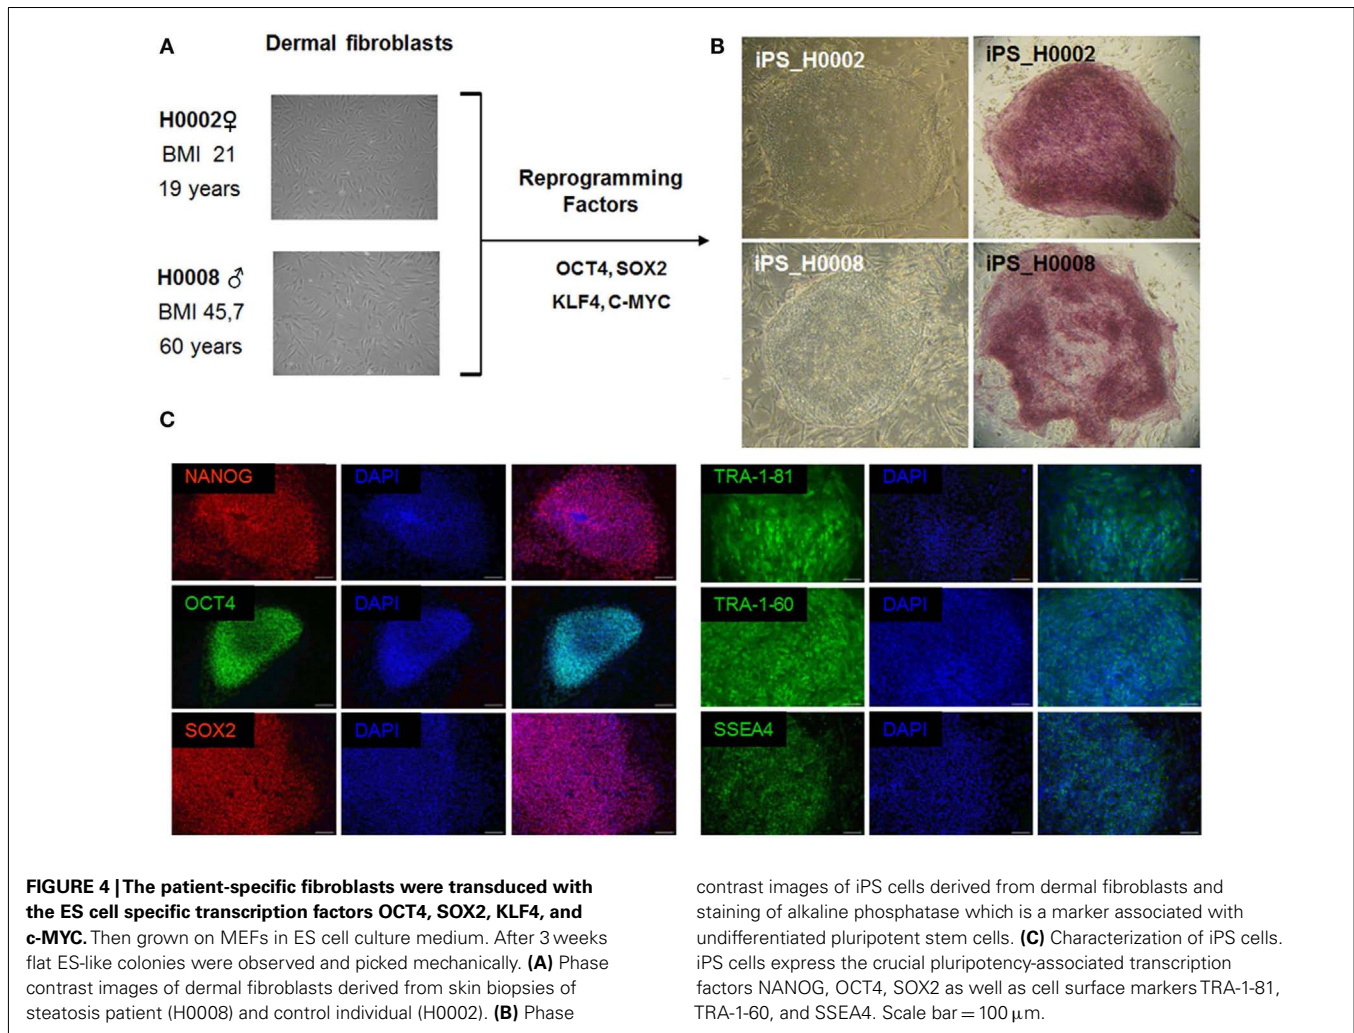 A
Dermal fibroblasts
H0002♀
BMI 21
19 years
H0008 ♂
BMI 45,7
60 years
Reprogramming
Factors
OCT4, SOX2
KLF4, C-MYC
B
iPS_H0002
iPS_H0002
iPS_H0008
iPS_H0008
C
NANOG
DAPI
TRA-1-81
DAPI
OCT4
DAPI
TRA-1-60
DAPI
SOX2
DAPI
SSEA4
DAPI
FIGURE 4 | The patient-specific fibroblasts were transduced with
the ES cell specific transcription factors OCT4, SOX2, KLF4, and
c-MYC. Then grown on MEFs in ES cell culture medium. After 3 weeks
flat ES-like colonies were observed and picked mechanically. (A) Phase
contrast images of dermal fibroblasts derived from skin biopsies of
steatosis patient (H0008) and control individual (H0002). (B) Phase
contrast images of iPS cells derived from dermal fibroblasts and
staining of alkaline phosphatase which is a marker associated with
undifferentiated pluripotent stem cells. (C) Characterization of iPS cells.
iPS cells express the crucial pluripotency-associated transcription
factors NANOG, OCT4, SOX2 as well as cell surface markers TRA-1-81,
TRA-1-60, and SSEA4. Scale bar = 100 μm.